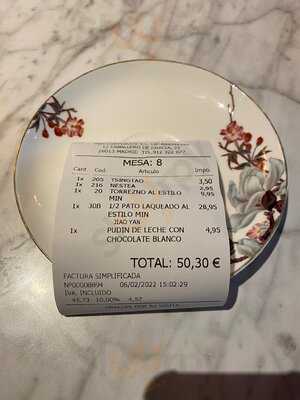 C/ CABALLERO DE GRACIA, 23
28013 MADRID
MESA: 8
Cant Cod. Articulo Impo.
1x 205 TSINGTAO 3,50
1x 216 NESTEA 2,95
1x 20 TORREZNO AL ESTILO 9,95
MIN
1x 30B 1/2 PATO LAQUEADO AL 28,95
ESTILO MIN
JIAO YAN
1x PUDIN DE LECHE CON 4,95
CHOCOLATE BLANCO
TOTAL: 50,30 €
FACTURA SIMPLIFICADA
06/02/2022 15:02:29
IVA INCLUIDO
45,73 10,00% 4,57